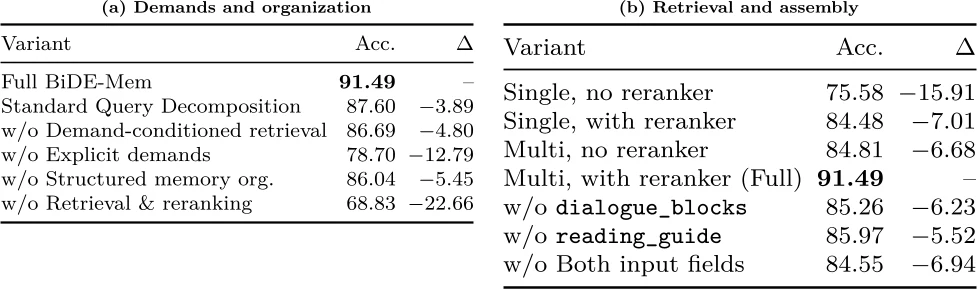 (a) Demands and organization
Variant Acc. Δ
Full BiDE-Mem 91.49 –
Standard Query Decomposition 87.60 −3.89
w/o Demand-conditioned retrieval 86.69 −4.80
w/o Explicit demands 78.70 −12.79
w/o Structured memory org. 86.04 −5.45
w/o Retrieval & reranking 68.83 −22.66
(b) Retrieval and assembly
Variant Acc. Δ
Single, no reranker 75.58 −15.91
Single, with reranker 84.48 −7.01
Multi, no reranker 84.81 −6.68
Multi, with reranker (Full) 91.49 –
w/o dialogue_blocks 85.26 −6.23
w/o reading_guide 85.97 −5.52
w/o Both input fields 84.55 −6.94